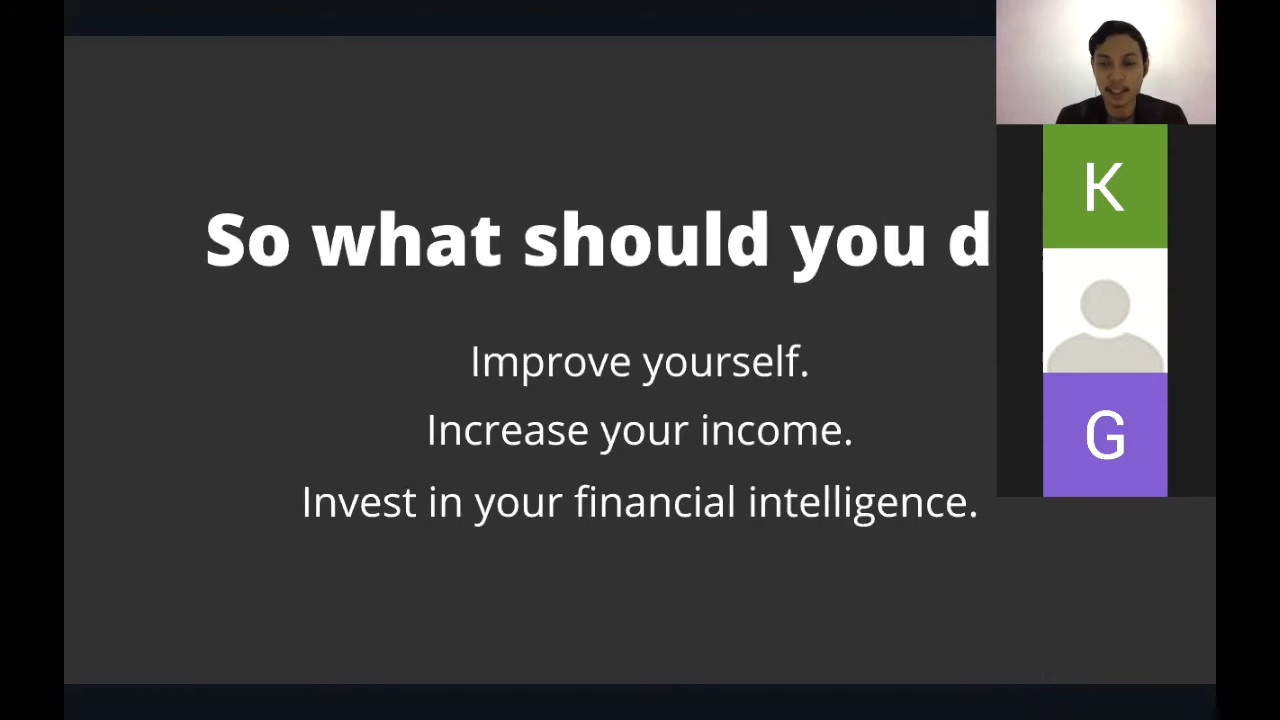 So what should you d
Improve yourself.
Increase your income.
Invest in your financial intelligence.
K
G